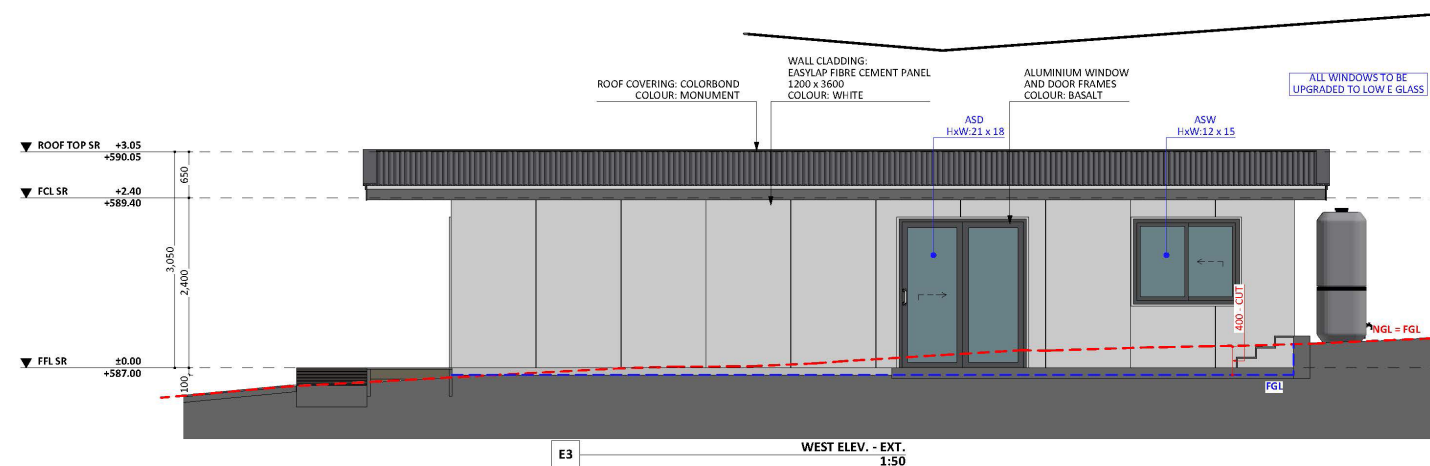 WALL CLADDING:
EASYLAP FIBRE CEMENT PANEL
1200 x 3600
COLOUR: WHITE
ROOF COVERING: COLORBOND
COLOUR: MONUMENT
ALUMINIUM WINDOW
AND DOOR FRAMES
COLOUR: BASALT
ALL WINDOWS TO BE
UPGRADED TO LOW E GLASS
ASD
HxW:21 x 18
ASW
HxW:12 x 15
ROOF TOP SR +3.05
+590.05
650
FCL SR +2.40
+589.40
3,050
2,400
400 - CUT
NGL = FGL
FFL SR ±0.00
+587.00
100
FGL
E3
WEST ELEV. - EXT.
1:50